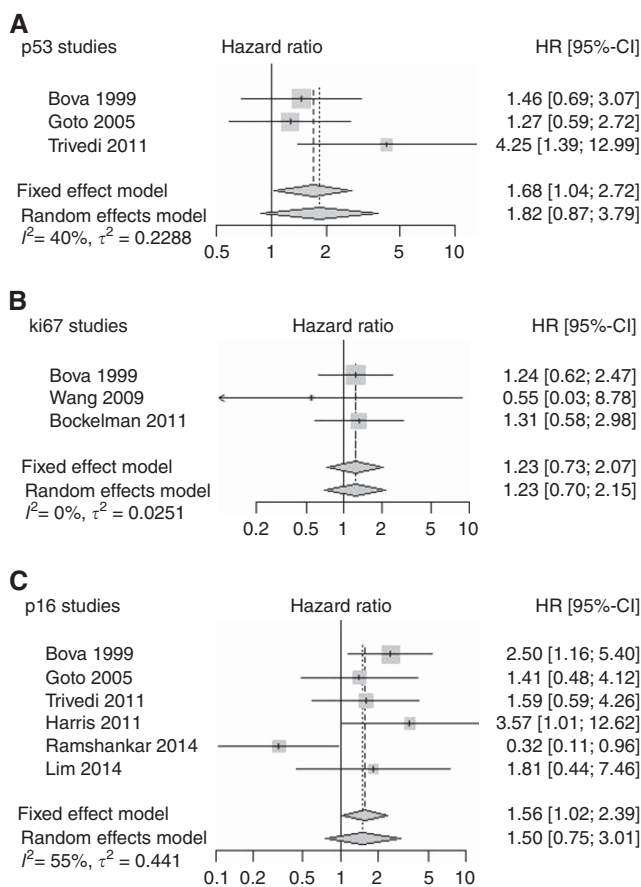 A
p53 studies Hazard ratio HR [95%-CI]
Bova 1999 1.46 [0.69; 3.07]
Goto 2005 1.27 [0.59; 2.72]
Trivedi 2011 4.25 [1.39; 12.99]
Fixed effect model 1.68 [1.04; 2.72]
Random effects model 1.82 [0.87; 3.79]
I²= 40%, τ² = 0.2288
0.5 1 2 5 10
B
ki67 studies Hazard ratio HR [95%-CI]
Bova 1999 1.24 [0.62; 2.47]
Wang 2009 0.55 [0.03; 8.78]
Bockelman 2011 1.31 [0.58; 2.98]
Fixed effect model 1.23 [0.73; 2.07]
Random effects model 1.23 [0.70; 2.15]
I²= 0%, τ² = 0.0251
0.2 0.5 1 2 5 10
C
p16 studies Hazard ratio HR [95%-CI]
Bova 1999 2.50 [1.16; 5.40]
Goto 2005 1.41 [0.48; 4.12]
Trivedi 2011 1.59 [0.59; 4.26]
Harris 2011 3.57 [1.01; 12.62]
Ramshankar 2014 0.32 [0.11; 0.96]
Lim 2014 1.81 [0.44; 7.46]
Fixed effect model 1.56 [1.02; 2.39]
Random effects model 1.50 [0.75; 3.01]
I²= 55%, τ² = 0.441
0.1 0.2 0.5 1 2 5 10